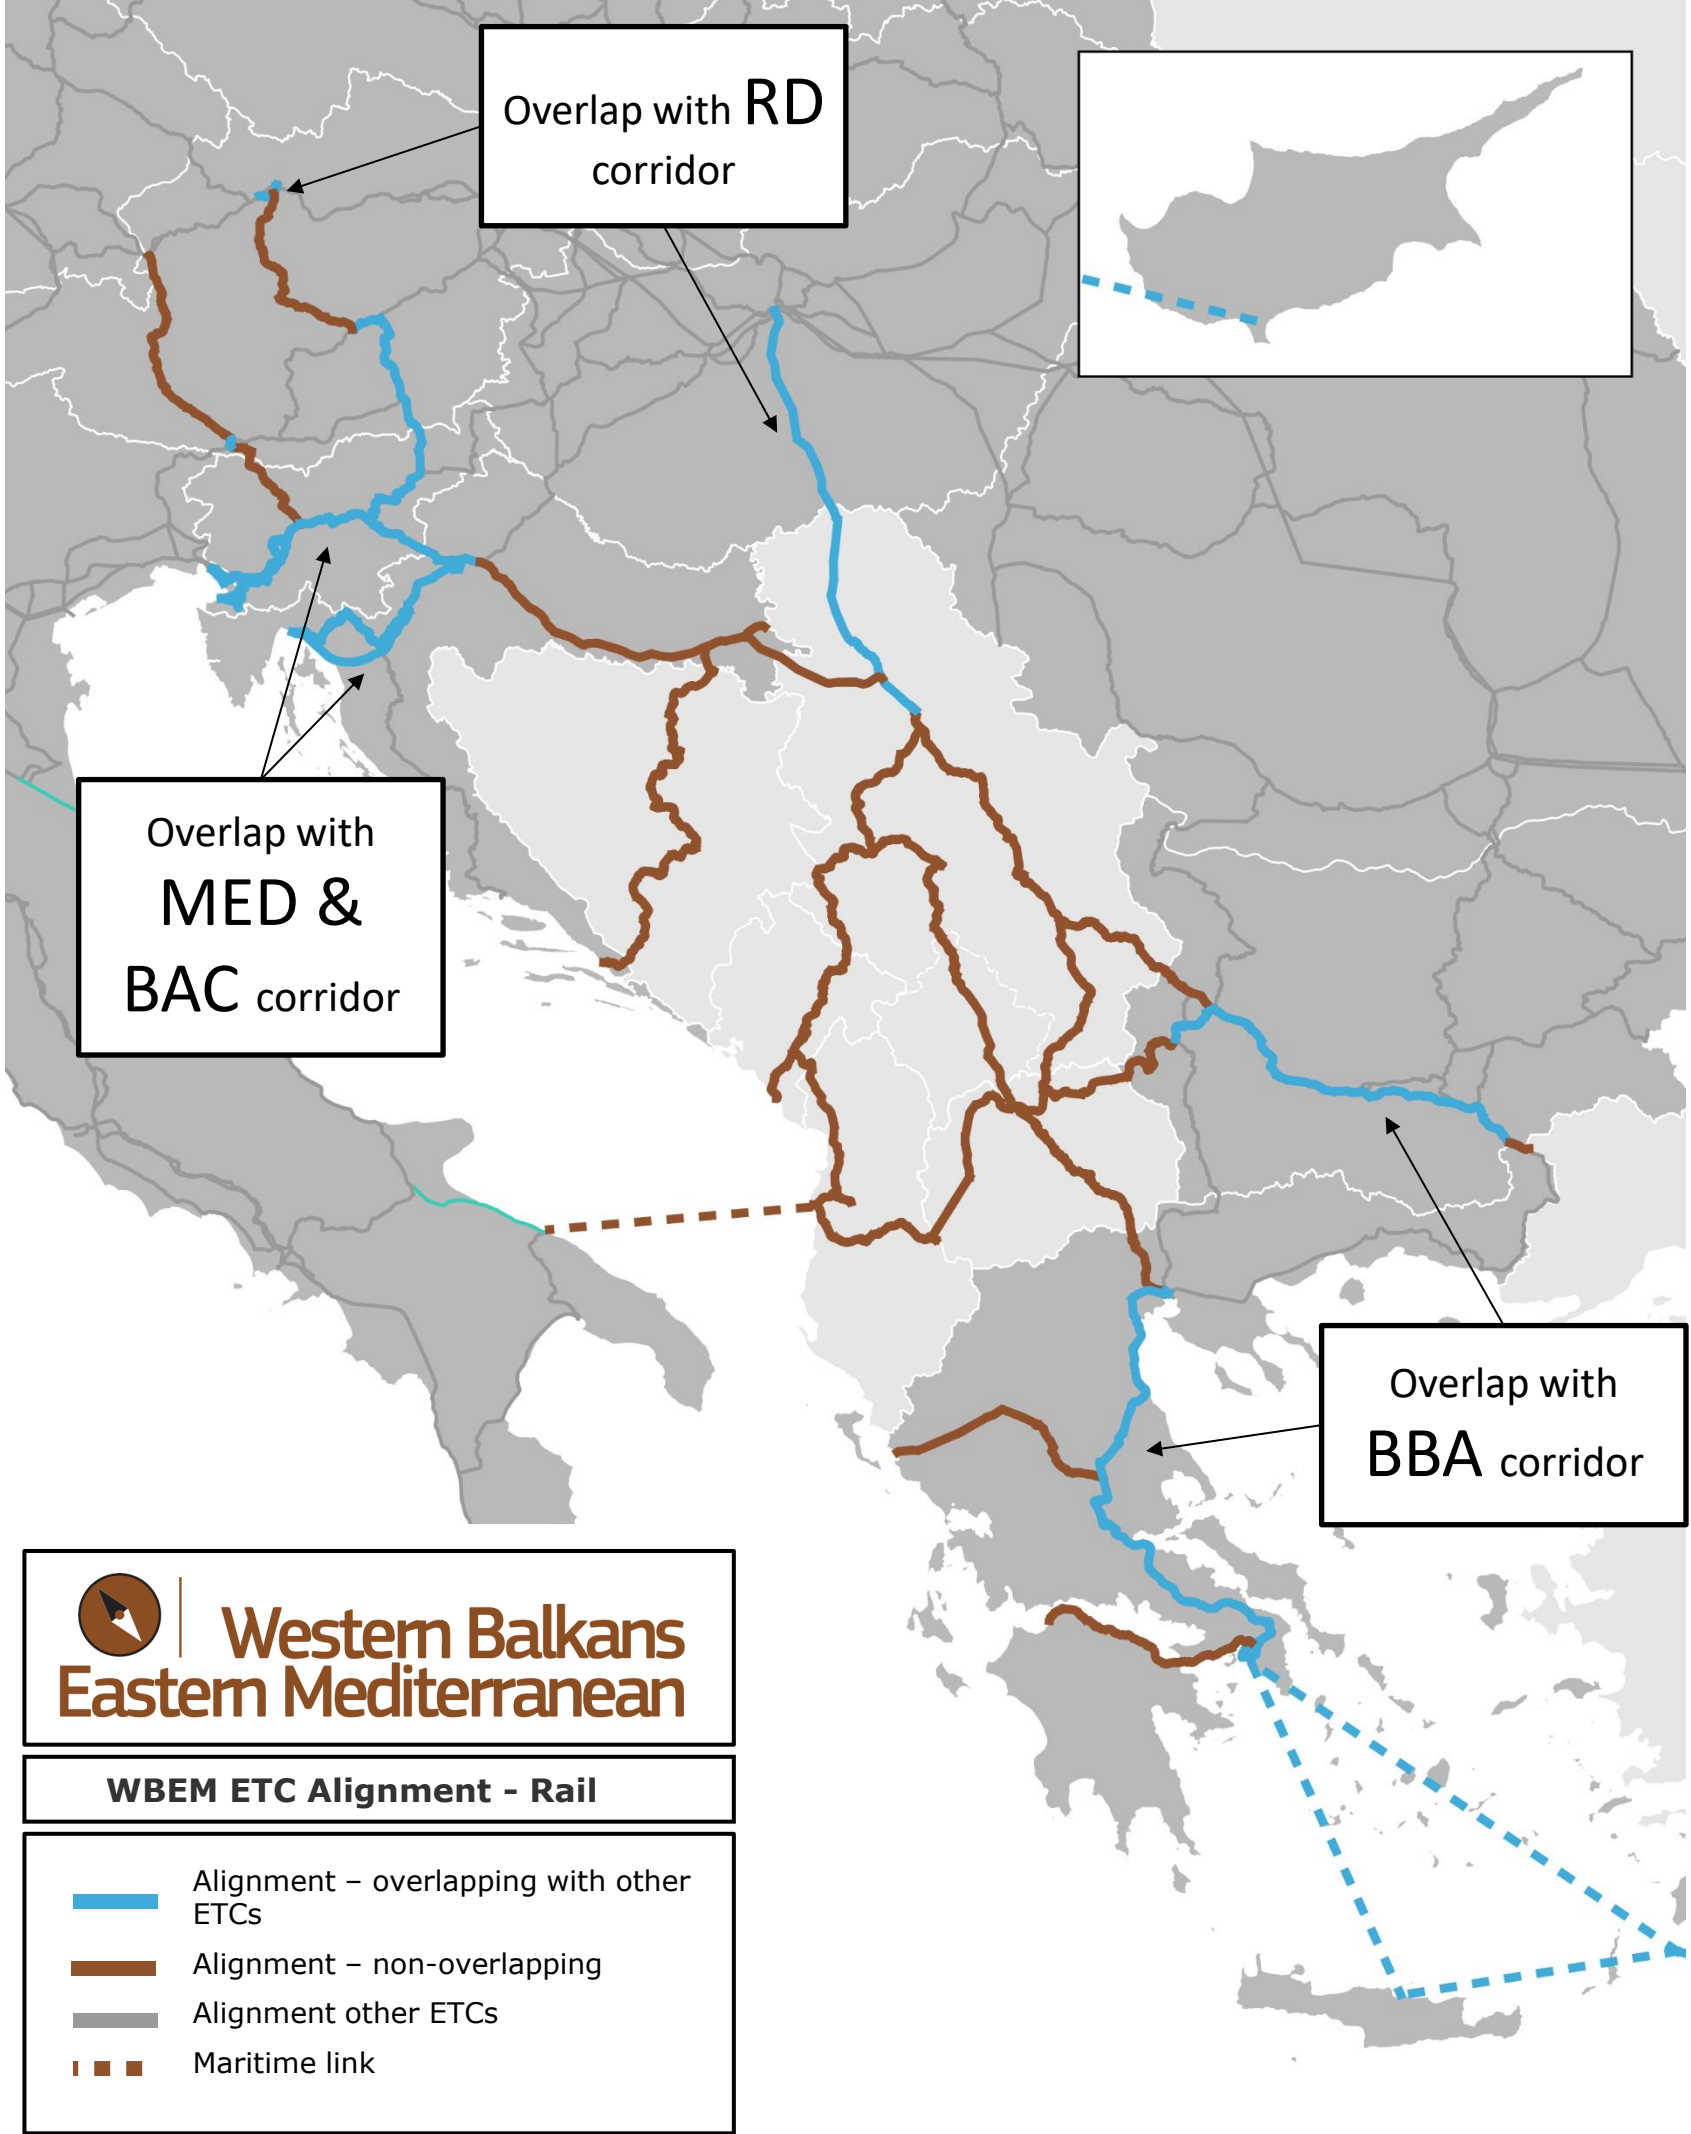 Overlap with RD
corridor
Overlap with
MED &
BAC corridor
Overlap with
BBA corridor
Western Balkans
Eastern Mediterranean
WBEM ETC Alignment - Rail
Alignment – overlapping with other
ETCs
Alignment – non-overlapping
Alignment other ETCs
Maritime link